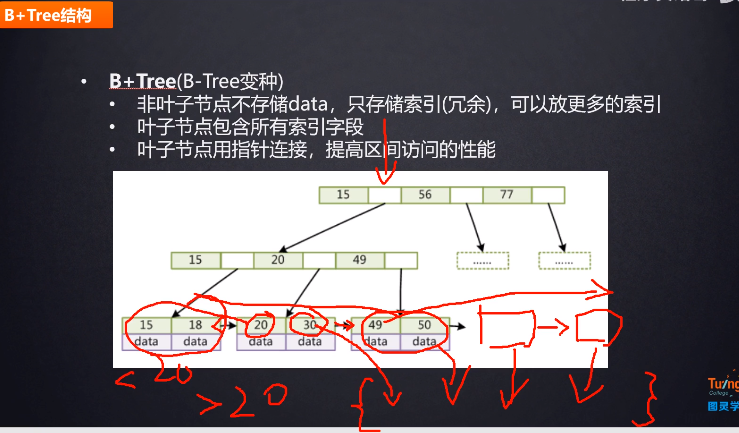 B+Tree结构
B+Tree(B-Tree变种)
非叶子节点不存储data，只存储索引(冗余)，可以放更多的索引
叶子节点包含所有索引字段
叶子节点用指针连接，提高区间访问的性能
15 56 77
15 20 49
...... ......
15 18 20 30 49 50
data data data data data data
< 20
> 20
{ }
Tuling
College
图灵学